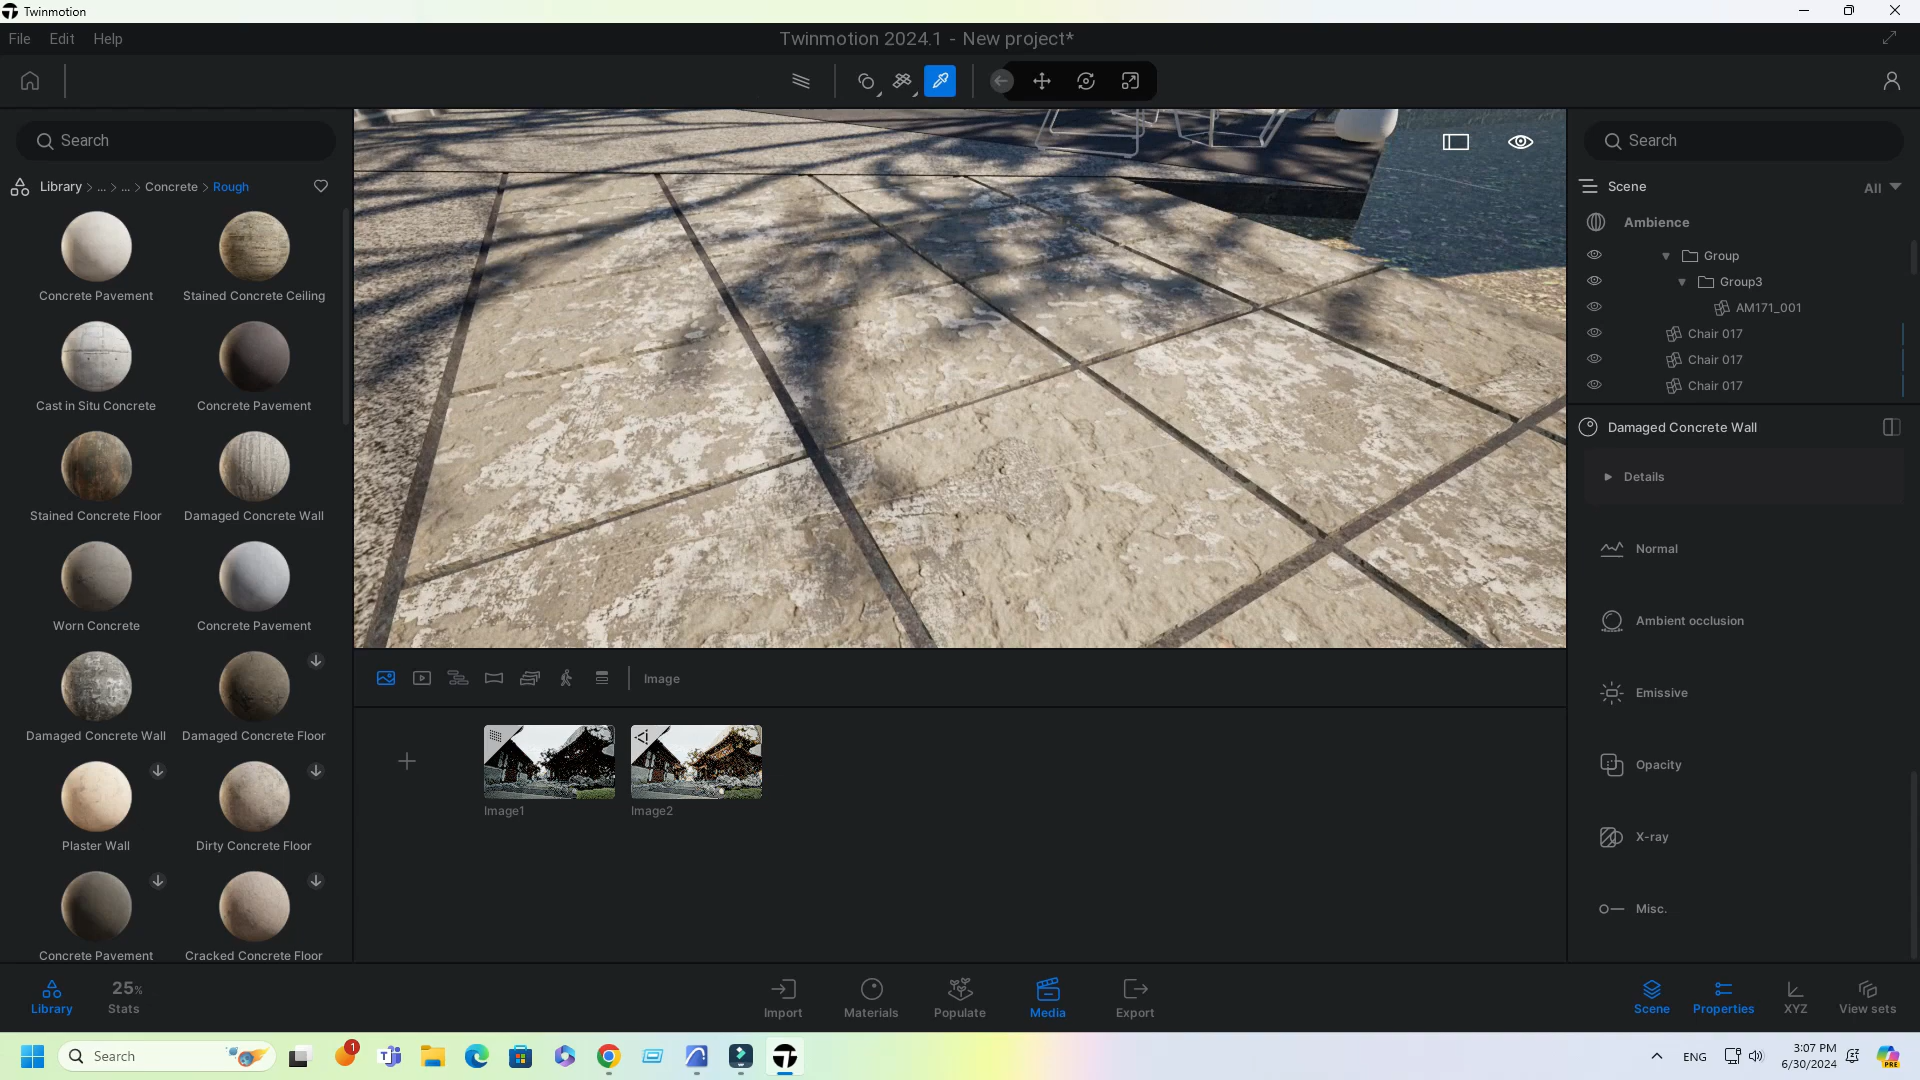 Twinmotion
File Edit Help
Twinmotion 2024.1 - New project*
Search
Library > ... > ... > Concrete > Rough
Concrete Pavement
Stained Concrete Ceiling
Cast in Situ Concrete
Concrete Pavement
Stained Concrete Floor
Damaged Concrete Wall
Worn Concrete
Concrete Pavement
Damaged Concrete Wall
Damaged Concrete Floor
Plaster Wall
Dirty Concrete Floor
Concrete Pavement
Cracked Concrete Floor
Image
Image1
Image2
Search
Scene
All
Ambience
Group
Group3
AM171_001
Chair 017
Chair 017
Chair 017
Damaged Concrete Wall
Details
Normal
Ambient occlusion
Emissive
Opacity
X-ray
Misc.
Library
25%
Stats
Import
Materials
Populate
Media
Export
Scene
Properties
XYZ
View sets
Search
1
ENG
3:07 PM
6/30/2024
PRE